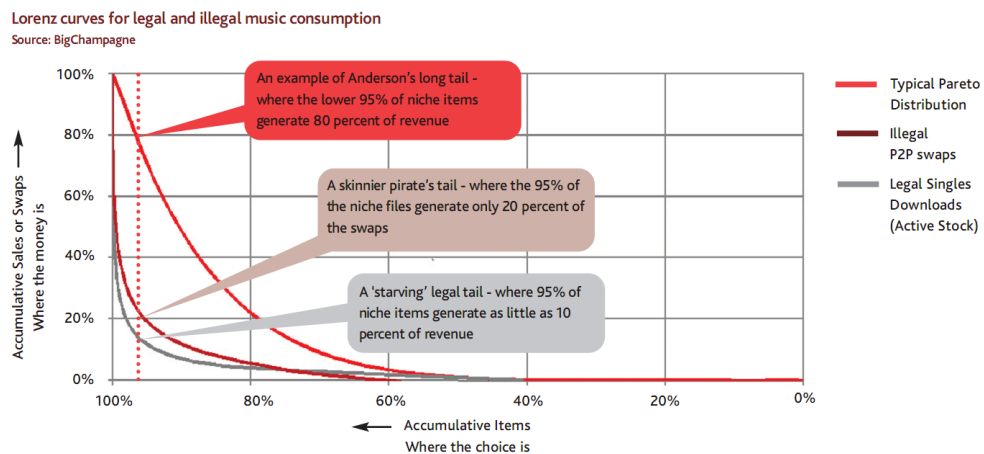 Lorenz curves for legal and illegal music consumption
Source: BigChampagne
100%
80%
60%
40%
20%
0%
Accumulative Sales or Swaps
Where the money is
An example of Anderson's long tail -
where the lower 95% of niche items
generate 80 percent of revenue
A skinnier pirate's tail - where the 95% of
the niche files generate only 20 percent of
the swaps
A 'starving' legal tail - where 95% of
niche items generate as little as 10
percent of revenue
Typical Pareto
Distribution
Illegal
P2P swaps
Legal Singles
Downloads
(Active Stock)
100%
80%
60%
40%
20%
0%
Accumulative Items
Where the choice is